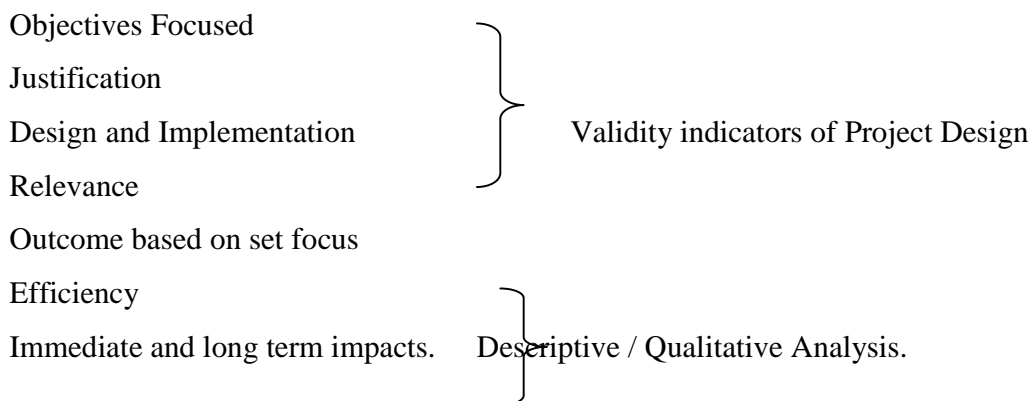 Objectives Focused
Justification
Design and Implementation Validity indicators of Project Design
Relevance
Outcome based on set focus
Efficiency
Immediate and long term impacts. Descriptive / Qualitative Analysis.